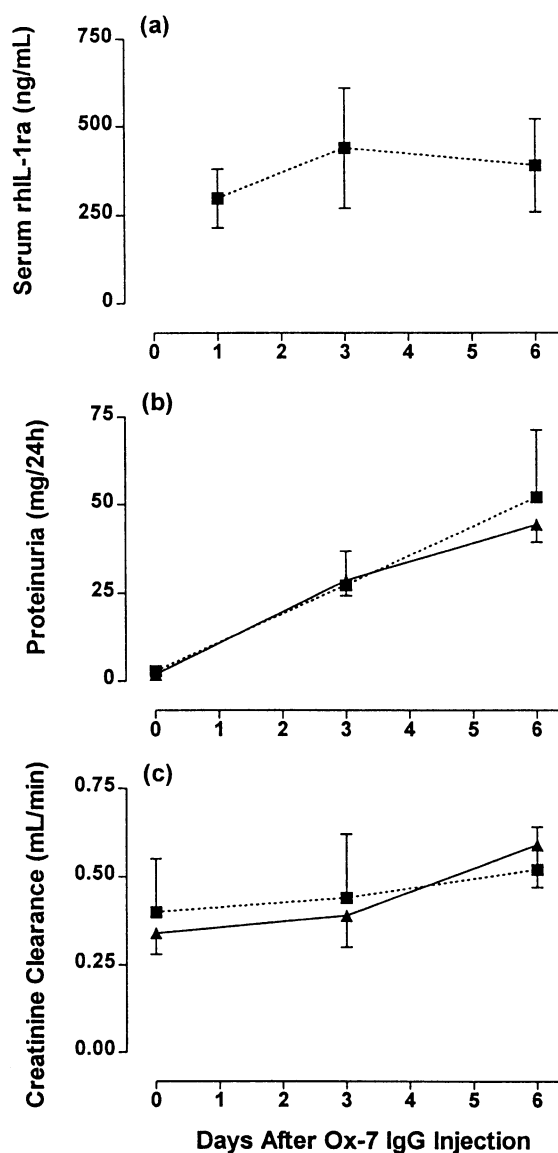 (a)
Serum rhIL-1ra (ng/mL)
750
500
250
0
0 1 2 3 4 5 6
(b)
Proteinuria (mg/24h)
75
50
25
0
0 1 2 3 4 5 6
(c)
Creatinine Clearance (mL/min)
0.75
0.50
0.25
0.00
0 1 2 3 4 5 6
Days After Ox-7 IgG Injection